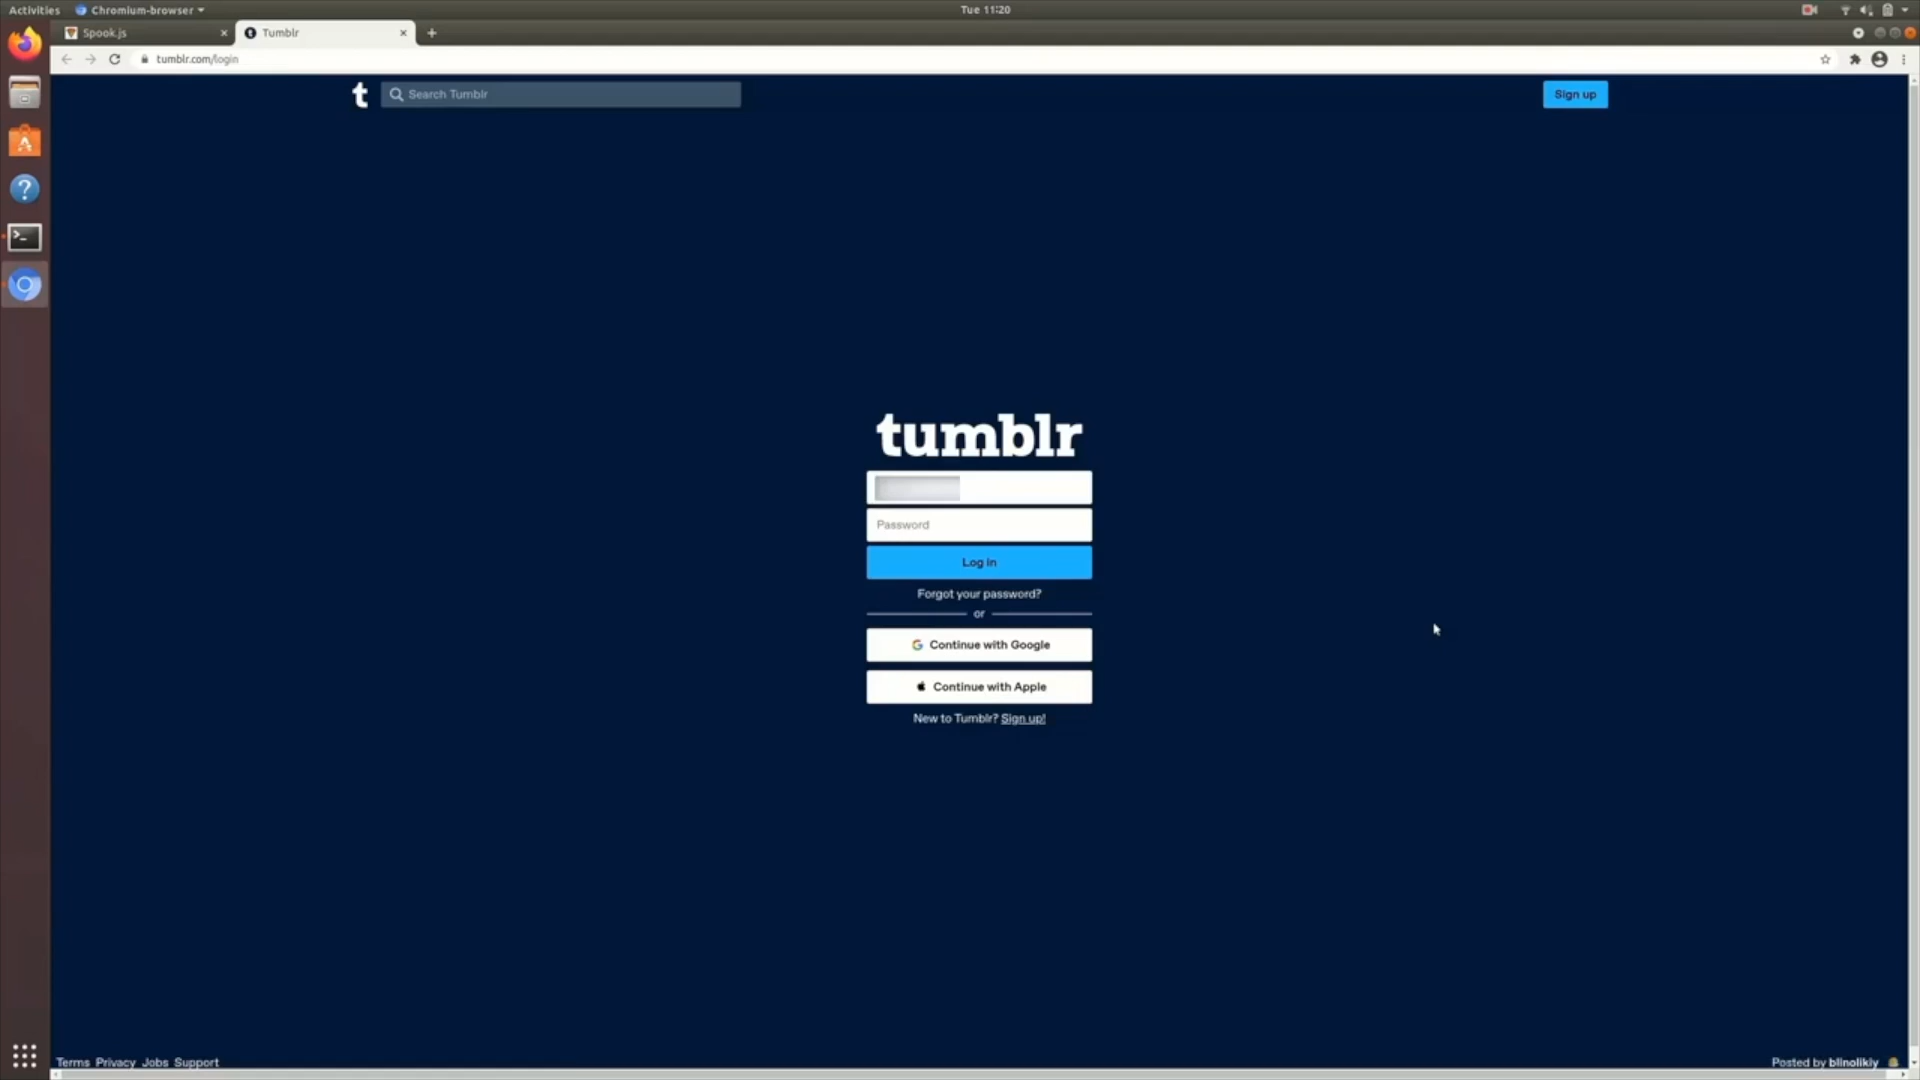 Activities Chromium-browser Tue 11:20
Spook.js Tumblr
tumblr.com/login
t Search Tumblr Sign up
tumblr
Password
Log in
Forgot your password?
or
G Continue with Google
Continue with Apple
New to Tumblr? Sign up!
Terms Privacy Jobs Support Posted by blinolikiy